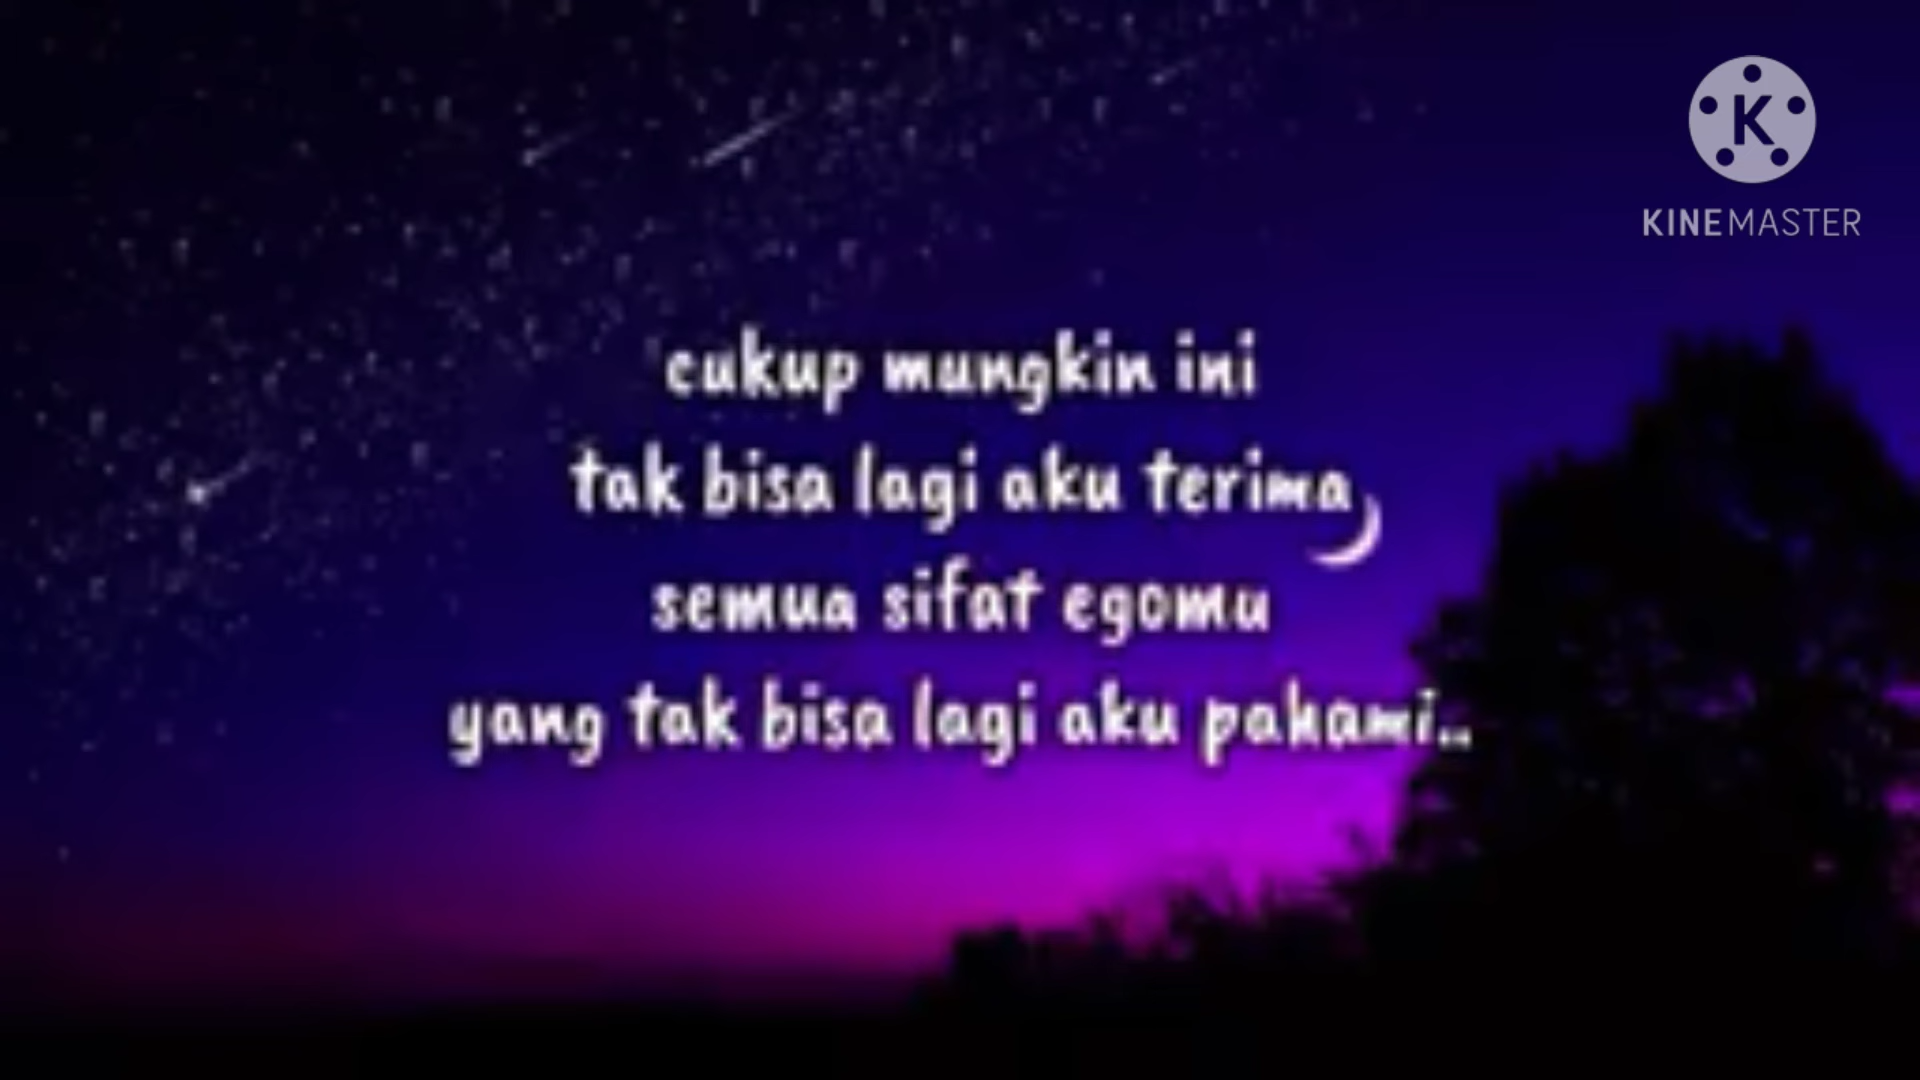 K
KINEMASTER
cukup mungkin ini
tak bisa lagi aku terima
semua sifat egomu
yang tak bisa lagi aku pahami..